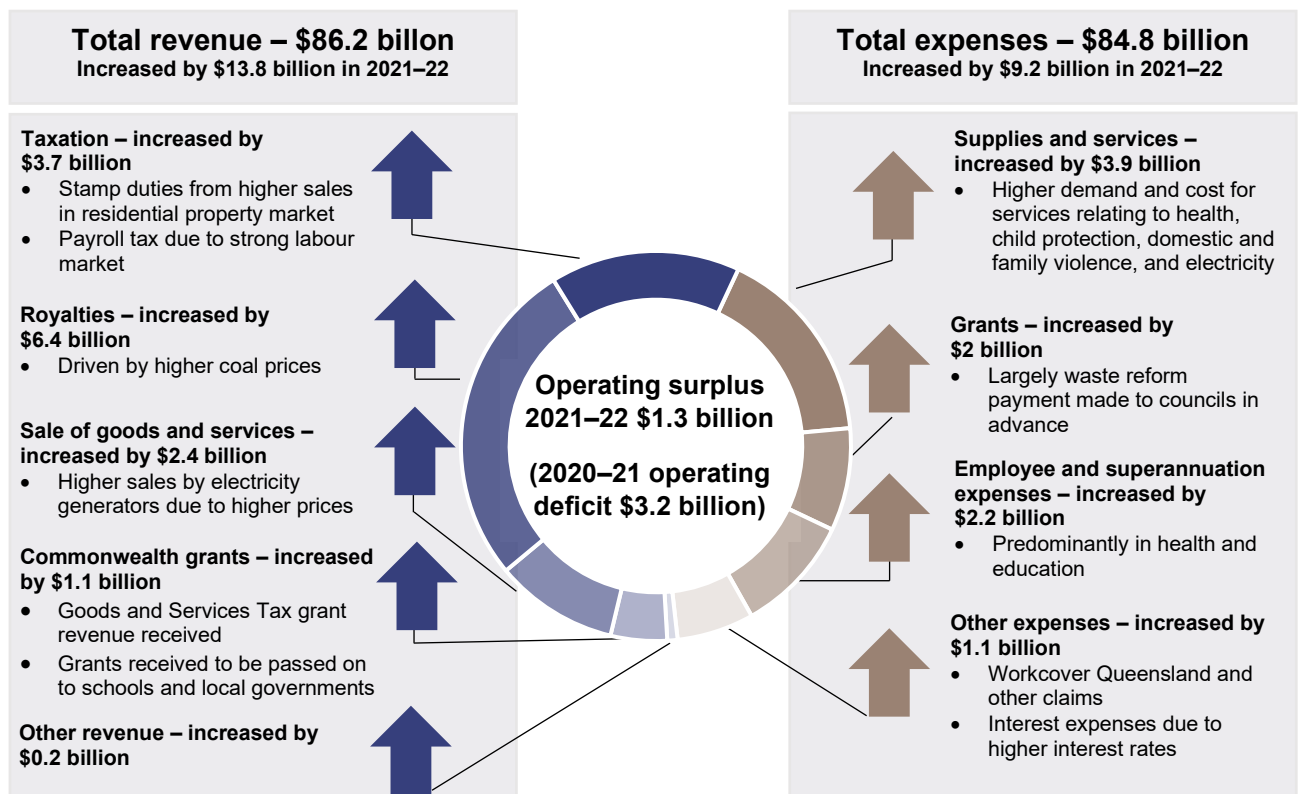 Total revenue – $86.2 billon
Increased by $13.8 billion in 2021–22
Taxation – increased by
$3.7 billion
• Stamp duties from higher sales
in residential property market
• Payroll tax due to strong labour
market
Royalties – increased by
$6.4 billion
• Driven by higher coal prices
Sale of goods and services –
increased by $2.4 billion
• Higher sales by electricity
generators due to higher prices
Commonwealth grants – increased
by $1.1 billion
• Goods and Services Tax grant
revenue received
• Grants received to be passed on
to schools and local governments
Other revenue – increased by
$0.2 billion
Operating surplus
2021–22 $1.3 billion
(2020–21 operating
deficit $3.2 billion)
Total expenses – $84.8 billion
Increased by $9.2 billion in 2021–22
Supplies and services –
increased by $3.9 billion
• Higher demand and cost for
services relating to health,
child protection, domestic and
family violence, and electricity
Grants – increased by
$2 billion
• Largely waste reform
payment made to councils in
advance
Employee and superannuation
expenses – increased by
$2.2 billion
• Predominantly in health and
education
Other expenses – increased by
$1.1 billion
• Workcover Queensland and
other claims
• Interest expenses due to
higher interest rates